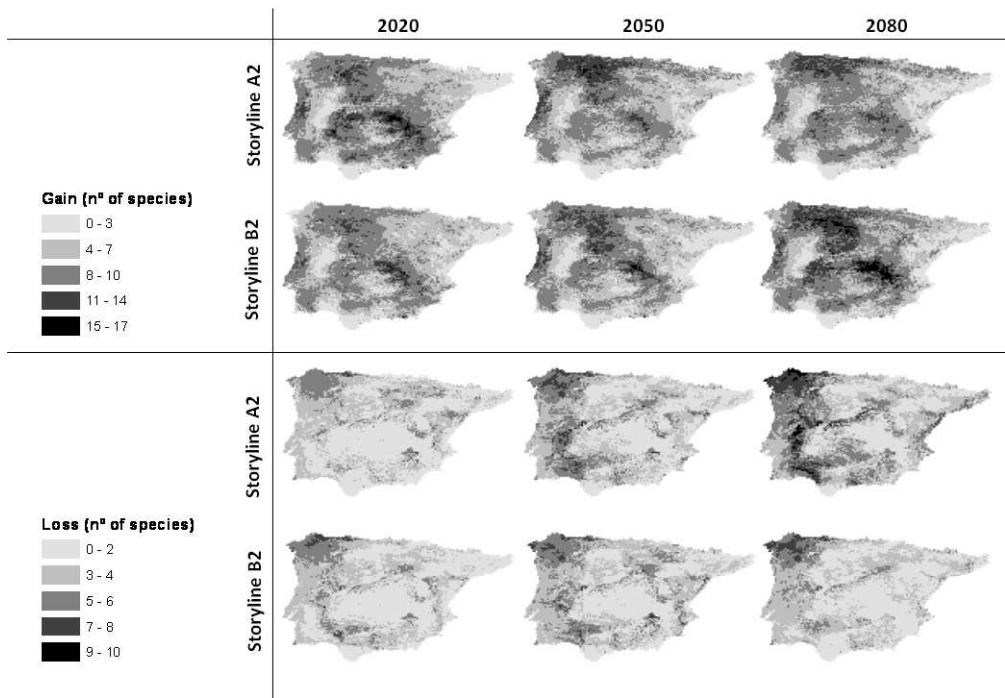 2020 2050 2080
Storyline A2
Storyline B2
Gain (nº of species)
0 - 3
4 - 7
8 - 10
11 - 14
15 - 17
Storyline A2
Storyline B2
Loss (nº of species)
0 - 2
3 - 4
5 - 6
7 - 8
9 - 10